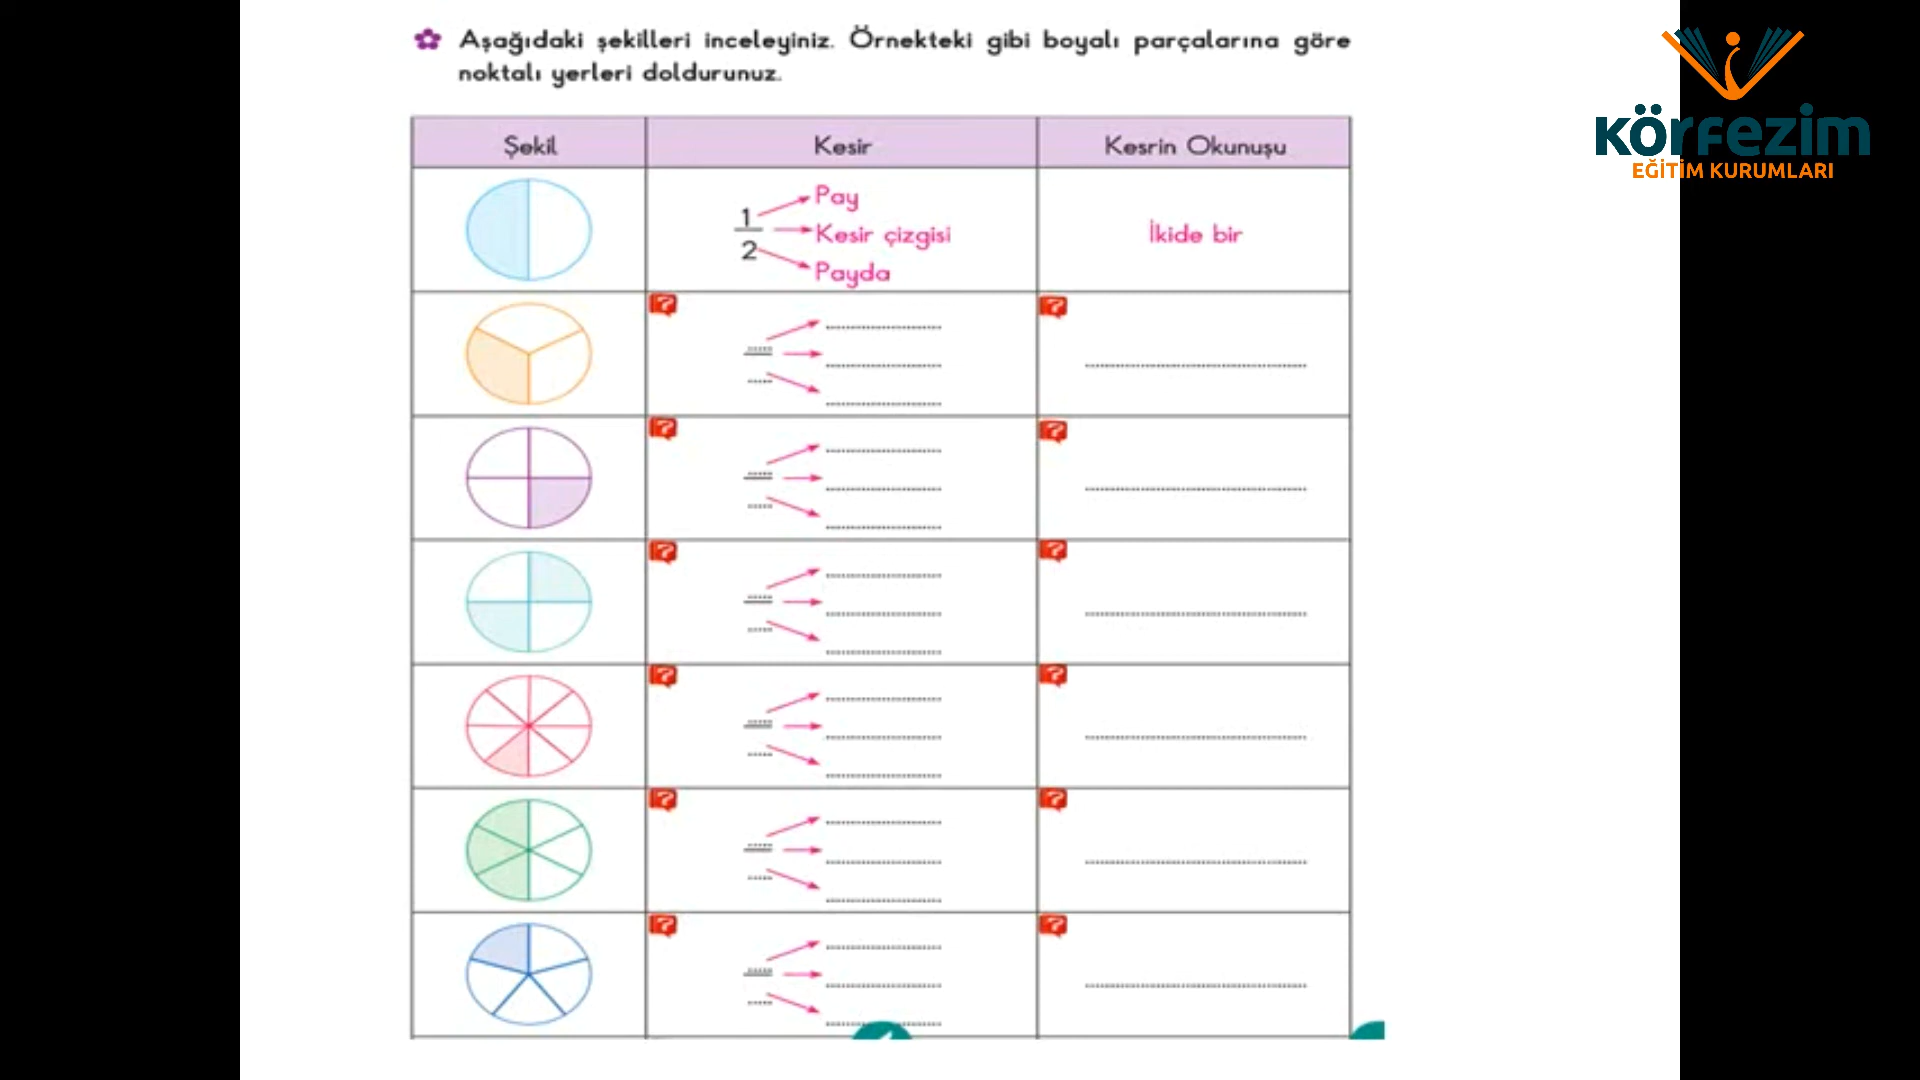 Aşağıdaki şekilleri inceleyiniz. Örnekteki gibi boyalı parçalarına göre
noktalı yerleri doldurunuz.
körfezim
EĞİTİM KURUMLARI
Şekil
Kesir
Kesrin Okunuşu
1
2
Pay
Kesir çizgisi
Payda
İkide bir
?
?
?
?
?
?
?
?
?
?
?
?